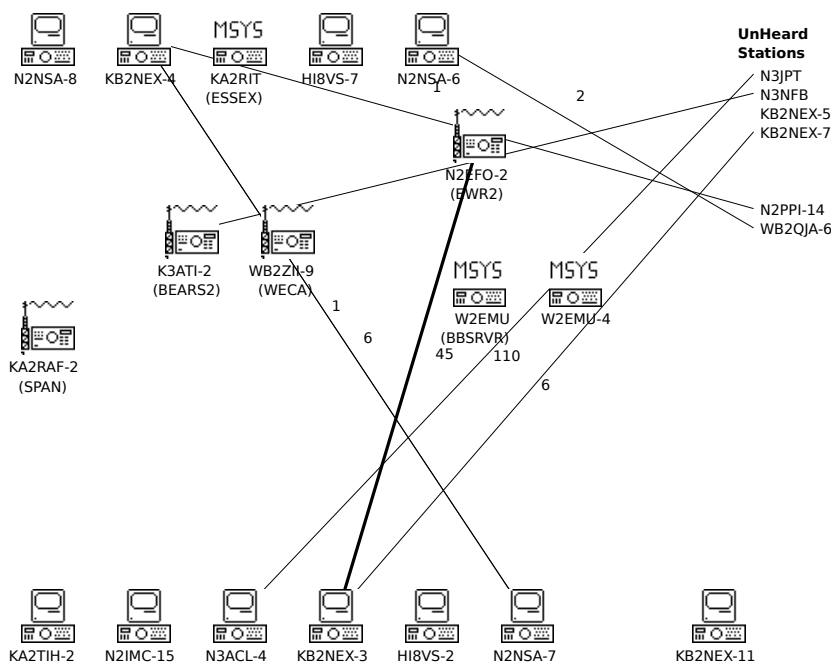 MSYS
UnHeard
Stations
N2NSA-8
KB2NEX-4
KA2RIT
(ESSEX)
HI8VS-7
N2NSA-6
1
2
N3JPT
N3NFB
KB2NEX-5
KB2NEX-7
N2EFO-2
(EWR2)
N2PPI-14
WB2QJA-6
K3ATI-2
(BEARS2)
WB2ZII-9
(WECA)
MSYS
MSYS
1
W2EMU
(BBSRVR)
W2EMU-4
6
45
110
KA2RAF-2
(SPAN)
6
KA2TIH-2
N2IMC-15
N3ACL-4
KB2NEX-3
HI8VS-2
N2NSA-7
KB2NEX-11